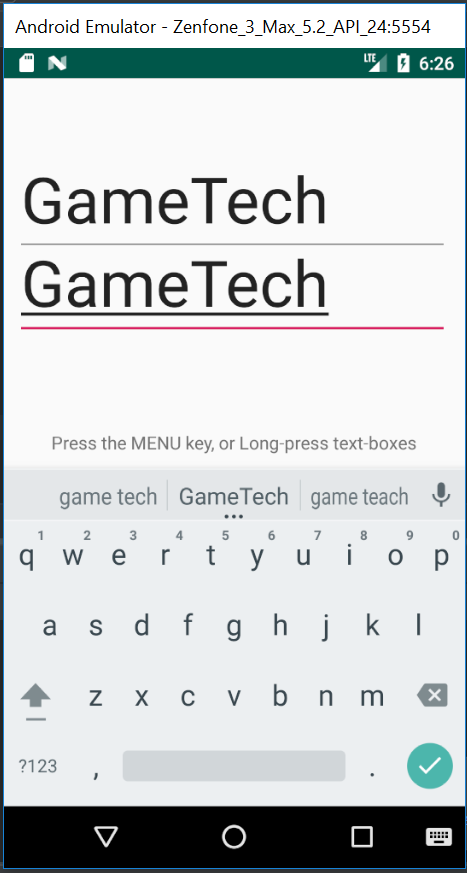 Android Emulator - Zenfone_3_Max_5.2_API_24:5554
LTE 6:26
GameTech
GameTech
Press the MENU key, or Long-press text-boxes
game tech GameTech game teach
1 2 3 4 5 6 7 8 9 0
q w e r t y u i o p
a s d f g h j k l
z x c v b n m
?123 , .